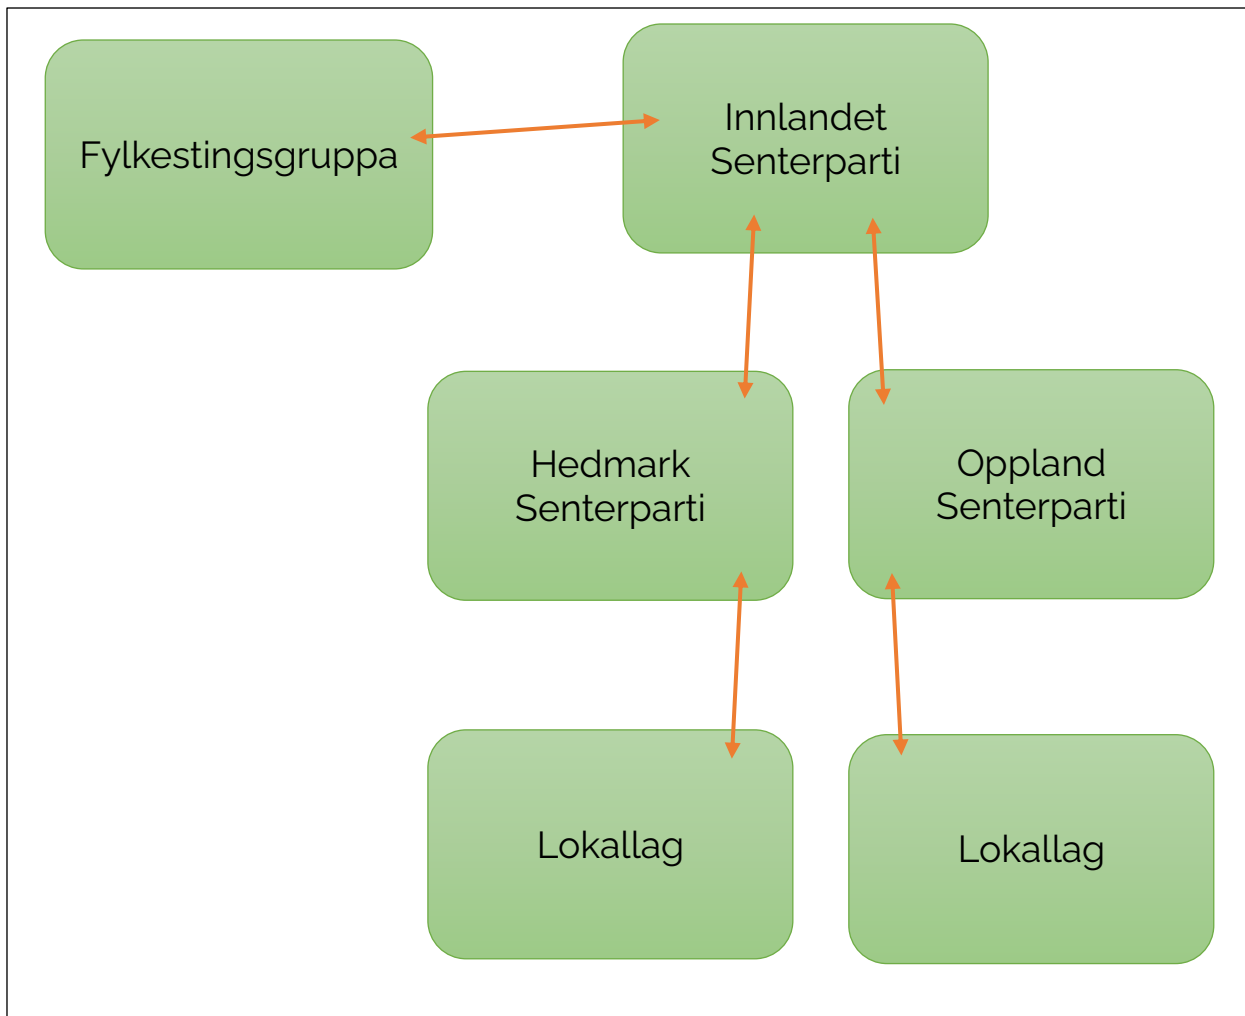 Fylkestingsgruppa
Innlandet
Senterparti
Hedmark
Senterparti
Oppland
Senterparti
Lokallag
Lokallag